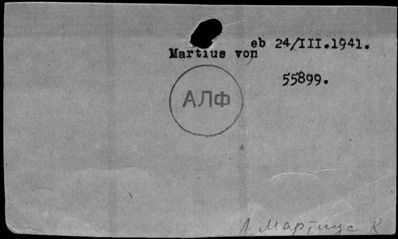 eb 24/III.1941.
Martius von
55899.
АЛФ
Л Мартиус К